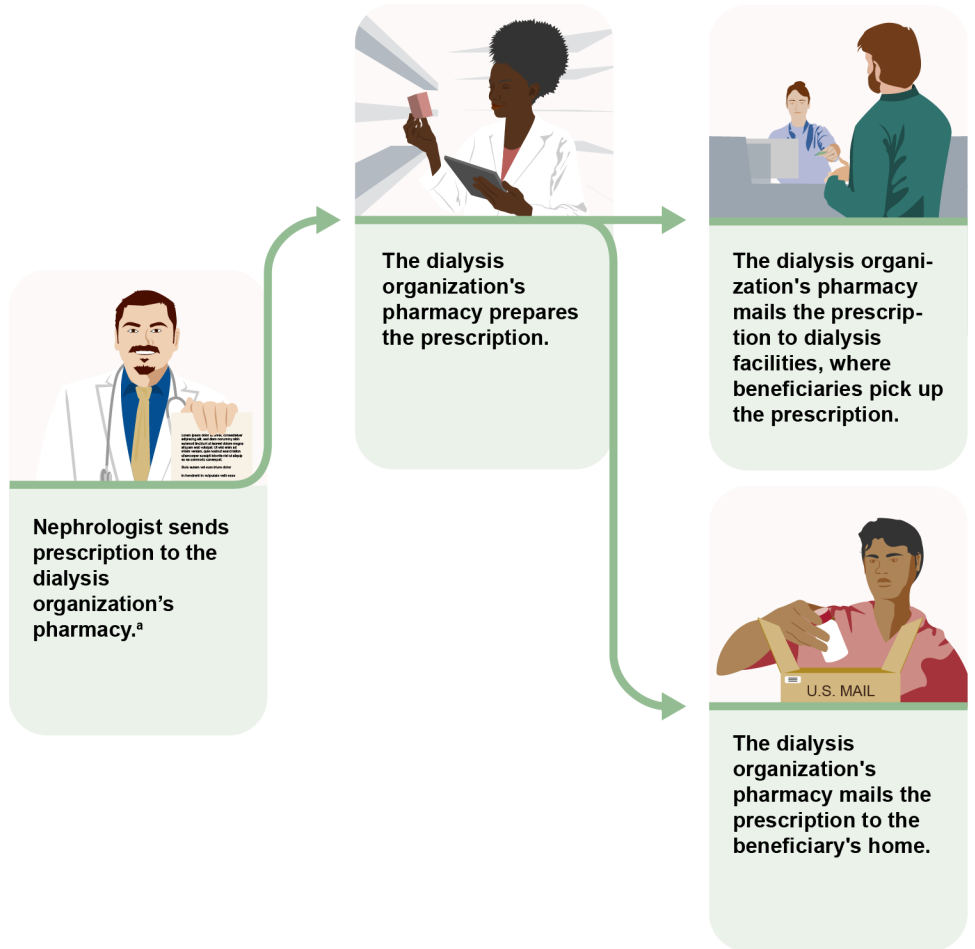 Nephrologist sends
prescription to the
dialysis
organization’s
pharmacy.ᵃ
The dialysis
organization's
pharmacy prepares
the prescription.
The dialysis organi-
zation's pharmacy
mails the prescrip-
tion to dialysis
facilities, where
beneficiaries pick up
the prescription.
U.S. MAIL
The dialysis
organization's
pharmacy mails the
prescription to the
beneficiary's home.